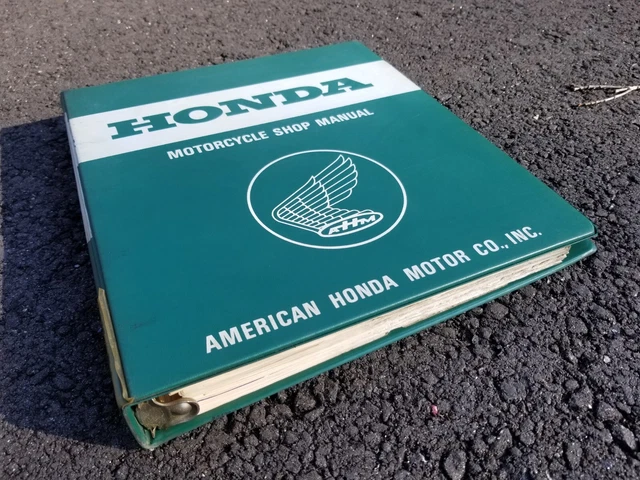 HONDA
MOTORCYCLE SHOP MANUAL
AHM
AMERICAN HONDA MOTOR CO., INC.